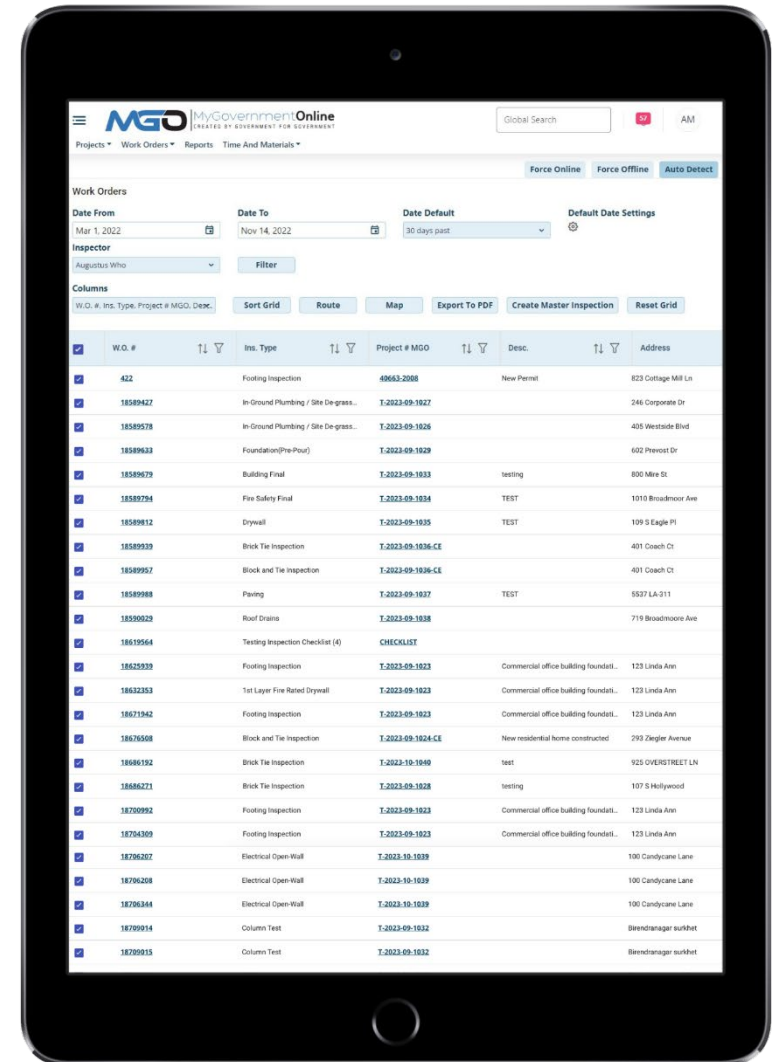 MGO MyGovernmentOnline
CREATED BY GOVERNMENT FOR GOVERNMENT
Global Search
57
AM
Projects Work Orders Reports Time And Materials
Force Online Force Offline Auto Detect
Work Orders
Date From Date To Date Default Default Date Settings
Mar 1, 2022 Nov 14, 2022 30 days past
Inspector
Augustus Who Filter
Columns
W.O. #, Ins. Type, Project # MGO, Desc. Sort Grid Route Map Export To PDF Create Master Inspection Reset Grid
W.O. # Ins. Type Project # MGO Desc. Address
422 Footing Inspection 40663-2008 New Permit 823 Cottage Mill Ln
18589427 In-Ground Plumbing / Site De-grass... T-2023-09-1027 246 Corporate Dr
18589578 In-Ground Plumbing / Site De-grass... T-2023-09-1026 405 Westside Blvd
18589633 Foundation(Pre-Pour) T-2023-09-1029 602 Prevost Dr
18589679 Building Final T-2023-09-1033 testing 800 Mire St
18589794 Fire Safety Final T-2023-09-1034 TEST 1010 Broadmoor Ave
18589812 Drywall T-2023-09-1035 TEST 109 S Eagle Pl
18589939 Brick Tie Inspection T-2023-09-1036-CE 401 Coach Ct
18589957 Block and Tie Inspection T-2023-09-1036-CE 401 Coach Ct
18589988 Paving T-2023-09-1037 TEST 5537 LA-311
18590029 Roof Drains T-2023-09-1038 719 Broadmoore Ave
18619564 Testing Inspection Checklist (4) CHECKLIST
18625939 Footing Inspection T-2023-09-1023 Commercial office building foundati... 123 Linda Ann
18632353 1st Layer Fire Rated Drywall T-2023-09-1023 Commercial office building foundati... 123 Linda Ann
18671942 Footing Inspection T-2023-09-1023 Commercial office building foundati... 123 Linda Ann
18676508 Block and Tie Inspection T-2023-09-1024-CE New residential home constructed 293 Ziegler Avenue
18686192 Brick Tie Inspection T-2023-10-1040 test 925 OVERSTREET LN
18686271 Brick Tie Inspection T-2023-09-1028 testing 107 S Hollywood
18700992 Footing Inspection T-2023-09-1023 Commercial office building foundati... 123 Linda Ann
18704309 Footing Inspection T-2023-09-1023 Commercial office building foundati... 123 Linda Ann
18706207 Electrical Open-Wall T-2023-10-1039 100 Candycane Lane
18706208 Electrical Open-Wall T-2023-10-1039 100 Candycane Lane
18706344 Electrical Open-Wall T-2023-10-1039 100 Candycane Lane
18709014 Column Test T-2023-09-1032 Birendranagar surkhet
18709015 Column Test T-2023-09-1032 Birendranagar surkhet